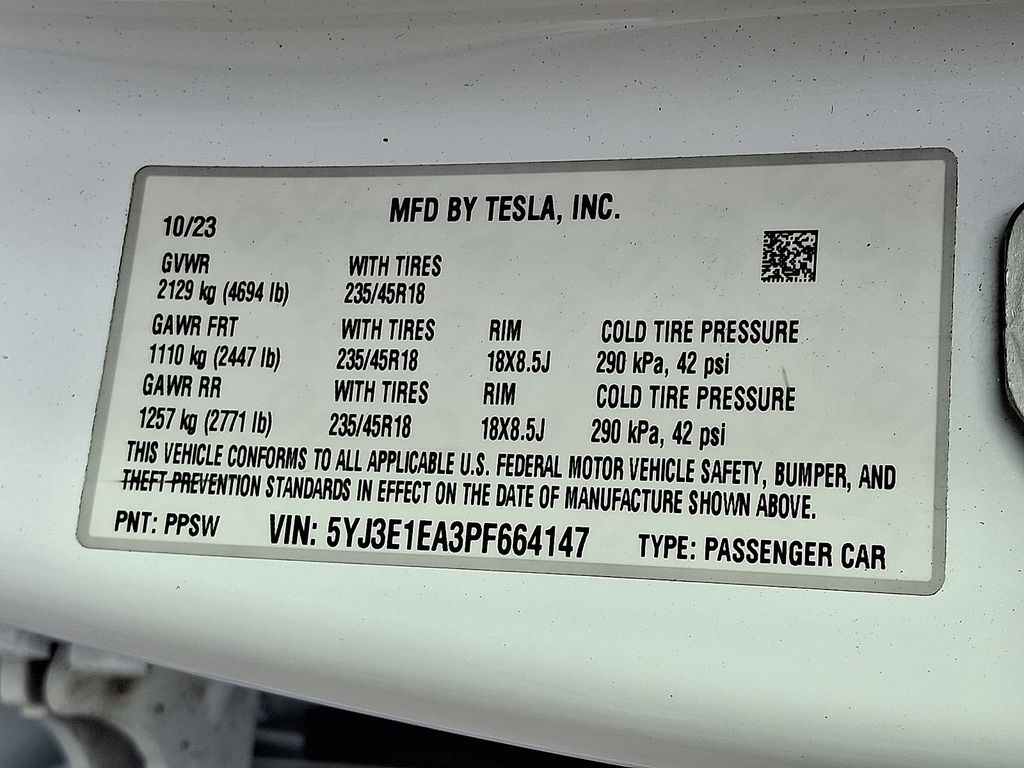 MFD BY TESLA, INC.
10/23
GVWR WITH TIRES
2129 kg (4694 lb) 235/45R18
GAWR FRT WITH TIRES RIM COLD TIRE PRESSURE
1110 kg (2447 lb) 235/45R18 18X8.5J 290 kPa, 42 psi
GAWR RR WITH TIRES RIM COLD TIRE PRESSURE
1257 kg (2771 lb) 235/45R18 18X8.5J 290 kPa, 42 psi
THIS VEHICLE CONFORMS TO ALL APPLICABLE U.S. FEDERAL MOTOR VEHICLE SAFETY, BUMPER, AND
THEFT PREVENTION STANDARDS IN EFFECT ON THE DATE OF MANUFACTURE SHOWN ABOVE.
PNT: PPSW VIN: 5YJ3E1EA3PF664147 TYPE: PASSENGER CAR